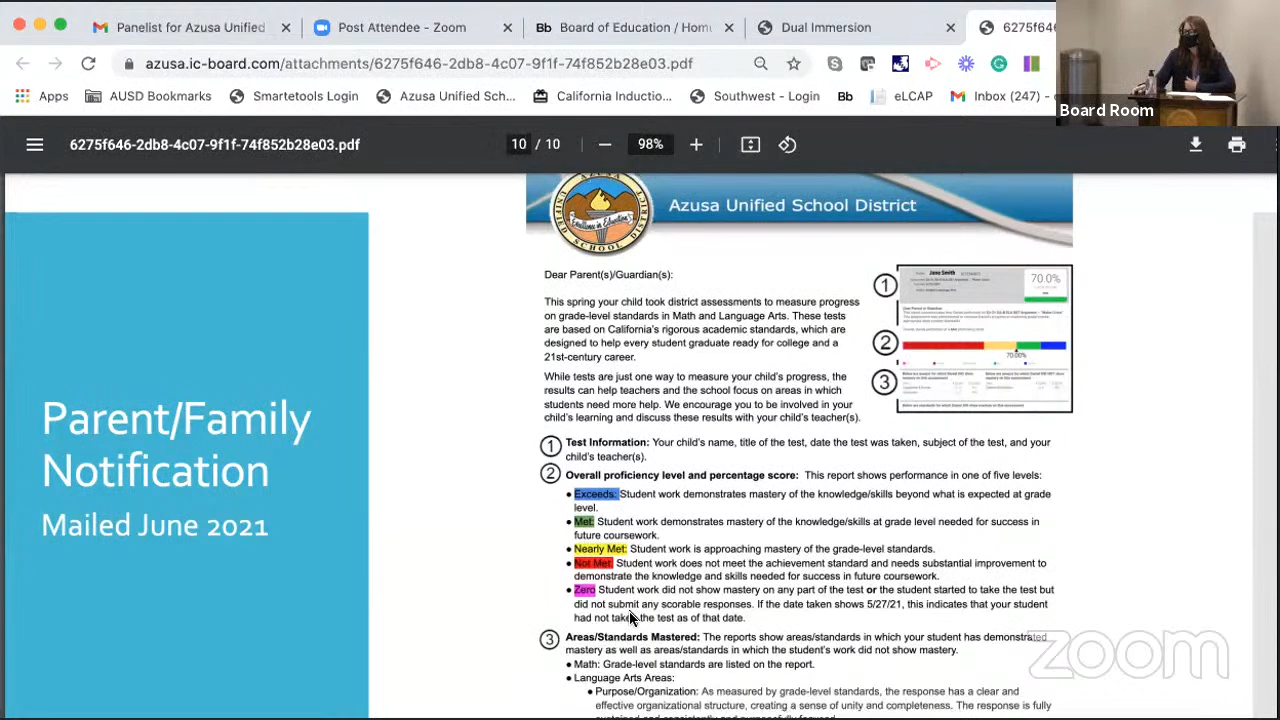 Panelist for Azusa Unified
Post Attendee - Zoom
Board of Education / Hom
Dual Immersion
6275f646
azusa.ic-board.com/attachments/6275f646-2db8-4c07-9f1f-74f852b28e03.pdf
Apps
AUSD Bookmarks
Smartetools Login
Azusa Unified Sch...
California Inductio...
Southwest - Login
Bb
eLCAP
Inbox (247)
Board Room
6275f646-2db8-4c07-9f1f-74f852b28e03.pdf
10 / 10
98%
Azusa Unified School District
AZUSA
Excellence in Education
UNIFIED SCHOOL DISTRICT
Parent/Family
Notification
Mailed June 2021
Dear Parent(s)/Guardian(s):
This spring your child took district assessments to measure progress
on grade-level standards in Math and Language Arts. These tests
are based on California's rigorous academic standards, which are
designed to help every student graduate ready for college and a
21st-century career.
While tests are just one way to measure your child's progress, the
results can help teachers and the school focus on areas in which
students need more help. We encourage you to be involved in your
child's learning and discuss these results with your child's teacher(s).
1
2
3
Jane Smith
70.0%
70.00%
1 Test Information: Your child's name, title of the test, date the test was taken, subject of the test, and your
child's teacher(s).
2 Overall proficiency level and percentage score: This report shows performance in one of five levels:
• Exceeds: Student work demonstrates mastery of the knowledge/skills beyond what is expected at grade
level.
• Met: Student work demonstrates mastery of the knowledge/skills at grade level needed for success in
future coursework.
• Nearly Met: Student work is approaching mastery of the grade-level standards.
• Not Met: Student work does not meet the achievement standard and needs substantial improvement to
demonstrate the knowledge and skills needed for success in future coursework.
• Zero Student work did not show mastery on any part of the test or the student started to take the test but
did not submit any scorable responses. If the date taken shows 5/27/21, this indicates that your student
had not take the test as of that date.
3 Areas/Standards Mastered: The reports show areas/standards in which your student has demonstrated
mastery as well as areas/standards in which the student's work did not show mastery.
• Math: Grade-level standards are listed on the report.
• Language Arts Areas:
• Purpose/Organization: As measured by grade-level standards, the response has a clear and
effective organizational structure, creating a sense of unity and completeness. The response is fully
zoom